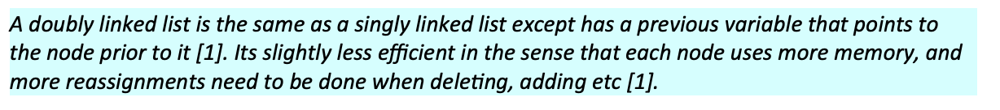 A doubly linked list is the same as a singly linked list except has a previous variable that points to
the node prior to it [1]. Its slightly less efficient in the sense that each node uses more memory, and
more reassignments need to be done when deleting, adding etc [1].